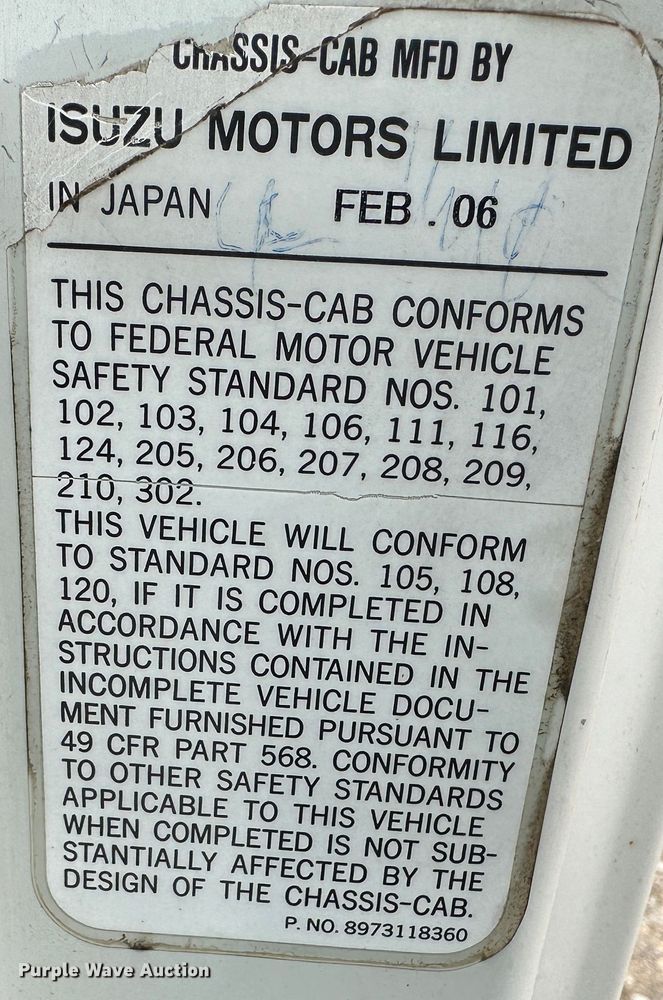 CHASSIS-CAB MFD BY
ISUZU MOTORS LIMITED
IN JAPAN FEB . 06
THIS CHASSIS-CAB CONFORMS
TO FEDERAL MOTOR VEHICLE
SAFETY STANDARD NOS. 101,
102, 103, 104, 106, 111, 116,
124, 205, 206, 207, 208, 209,
210, 302.
THIS VEHICLE WILL CONFORM
TO STANDARD NOS. 105, 108,
120, IF IT IS COMPLETED IN
ACCORDANCE WITH THE IN-
STRUCTIONS CONTAINED IN THE
INCOMPLETE VEHICLE DOCU-
MENT FURNISHED PURSUANT TO
49 CFR PART 568. CONFORMITY
TO OTHER SAFETY STANDARDS
APPLICABLE TO THIS VEHICLE
WHEN COMPLETED IS NOT SUB-
STANTIALLY AFFECTED BY THE
DESIGN OF THE CHASSIS-CAB.
P. NO. 8973118360
Purple Wave Auction